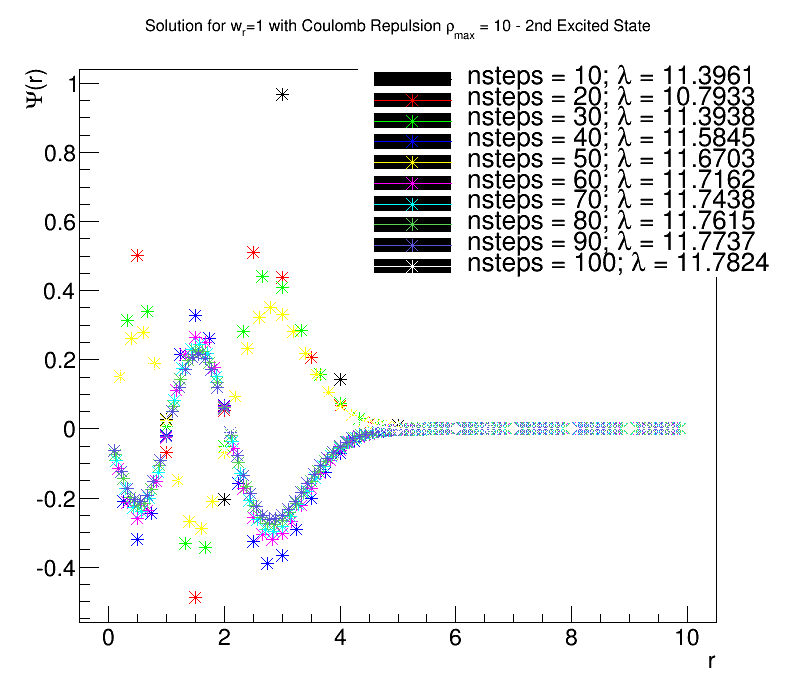 Solution for wr=1 with Coulomb Repulsion ρmax = 10 - 2nd Excited State
Ψ(r)
1
0.8
0.6
0.4
0.2
0
-0.2
-0.4
nsteps = 10; λ = 11.3961
nsteps = 20; λ = 10.7933
nsteps = 30; λ = 11.3938
nsteps = 40; λ = 11.5845
nsteps = 50; λ = 11.6703
nsteps = 60; λ = 11.7162
nsteps = 70; λ = 11.7438
nsteps = 80; λ = 11.7615
nsteps = 90; λ = 11.7737
nsteps = 100; λ = 11.7824
0 2 4 6 8 10
r